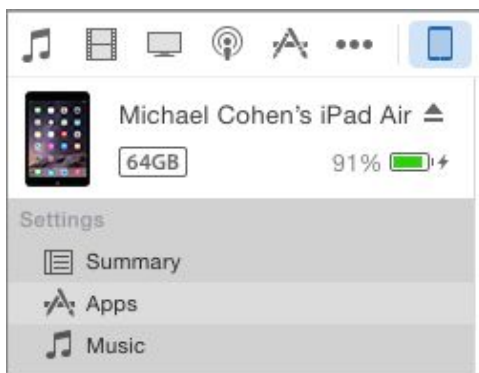 Michael Cohen's iPad Air
64GB 91%
Settings
Summary
Apps
Music